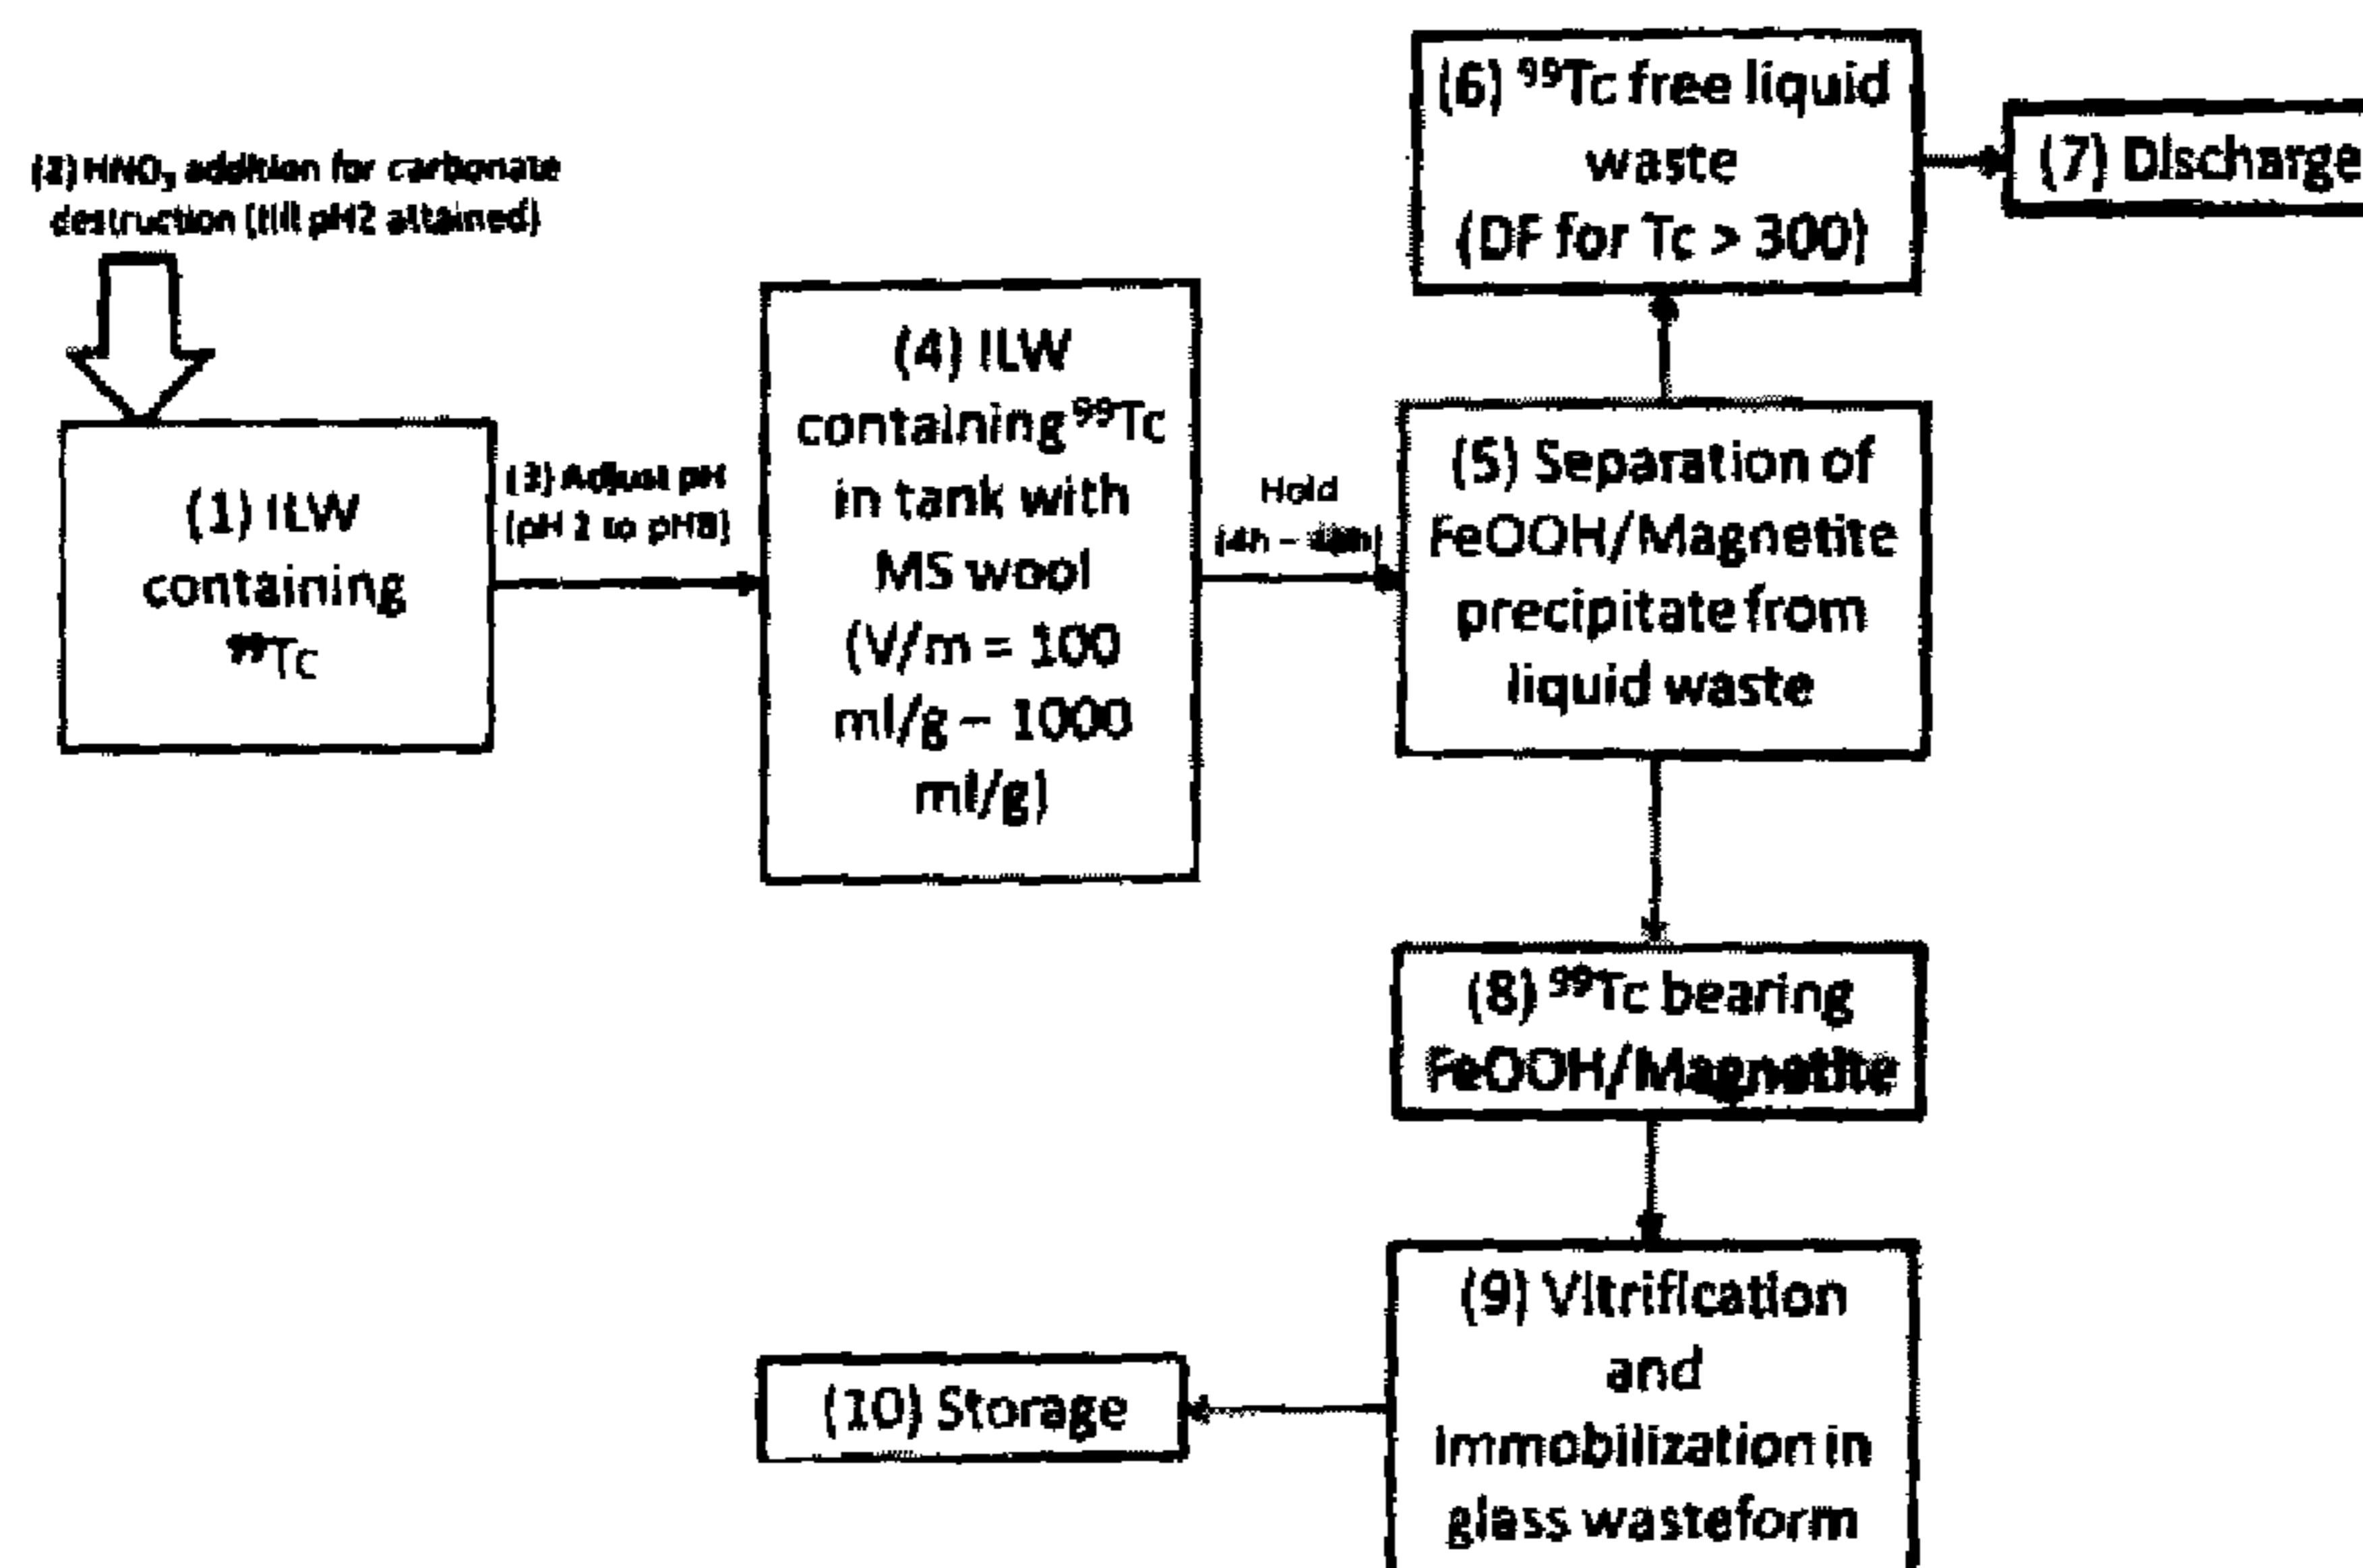 (2) HNO₃ addition for carbonate
destruction (till pH2 attained)
(1) ILW
containing
⁹⁹Tc
(3) Adjust pH
(pH 2 to pH8)
(4) ILW
containing ⁹⁹Tc
in tank with
MS wool
(V/m = 100
ml/g – 1000
ml/g)
Hold
(4h –
(5) Separation of
FeOOH/Magnetite
precipitate from
liquid waste
(6) ⁹⁹Tc free liquid
waste
(DF for Tc > 300)
(7) Discharge
(8) ⁹⁹Tc bearing
FeOOH/Magnetite
(9) Vitrification
and
immobilization in
glass wasteform
(10) Storage